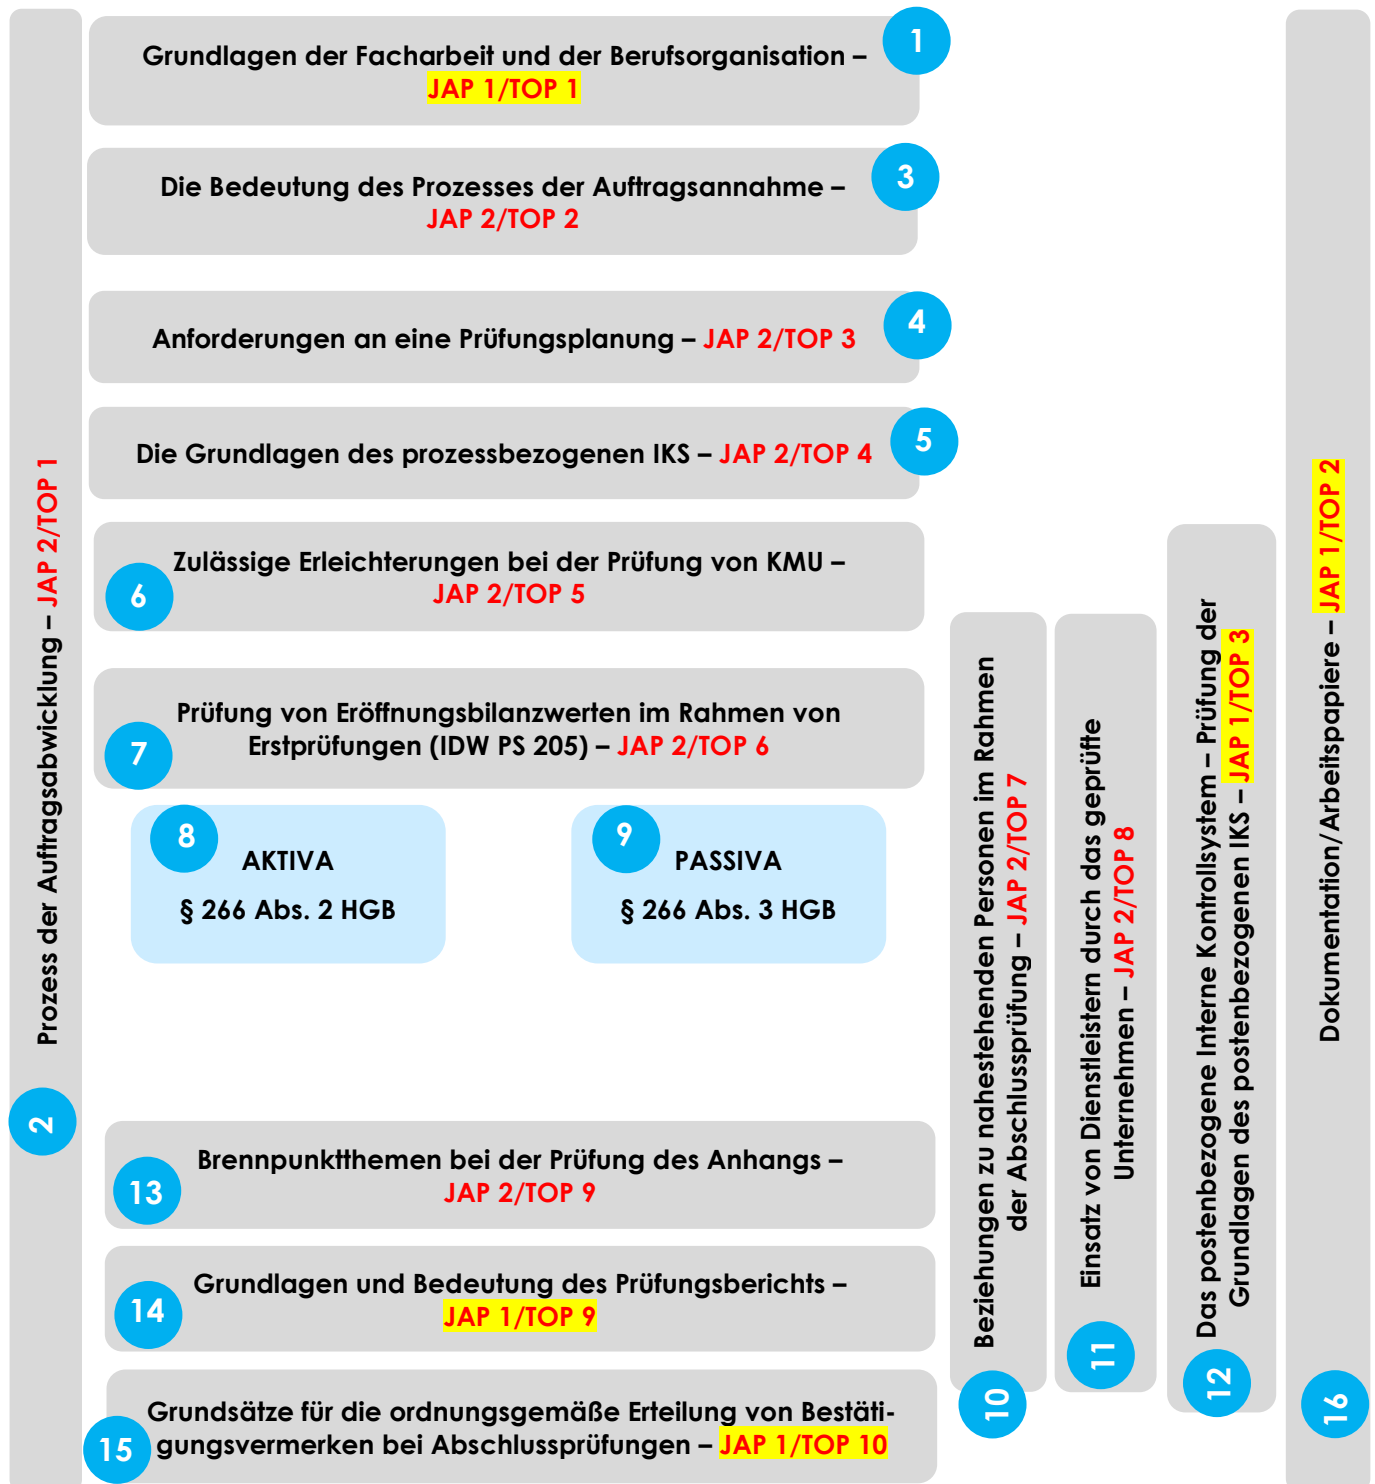 1
Grundlagen der Facharbeit und der Berufsorganisation –
JAP 1/TOP 1
3
Die Bedeutung des Prozesses der Auftragsannahme –
JAP 2/TOP 2
4
Anforderungen an eine Prüfungsplanung – JAP 2/TOP 3
5
Die Grundlagen des prozessbezogenen IKS – JAP 2/TOP 4
6
Zulässige Erleichterungen bei der Prüfung von KMU –
JAP 2/TOP 5
7
Prüfung von Eröffnungsbilanzwerten im Rahmen von
Erstprüfungen (IDW PS 205) – JAP 2/TOP 6
8
AKTIVA
§ 266 Abs. 2 HGB
9
PASSIVA
§ 266 Abs. 3 HGB
13
Brennpunktthemen bei der Prüfung des Anhangs –
JAP 2/TOP 9
14
Grundlagen und Bedeutung des Prüfungsberichts –
JAP 1/TOP 9
15
Grundsätze für die ordnungsgemäße Erteilung von Bestäti-
gungsvermerken bei Abschlussprüfungen – JAP 1/TOP 10
2
Prozess der Auftragsabwicklung – JAP 2/TOP 1
10
Beziehungen zu nahestehenden Personen im Rahmen
der Abschlussprüfung – JAP 2/TOP 7
11
Einsatz von Dienstleistern durch das geprüfte
Unternehmen – JAP 2/TOP 8
12
Das postenbezogene Interne Kontrollsystem – Prüfung der
Grundlagen des postenbezogenen IKS – JAP 1/TOP 3
16
Dokumentation/Arbeitspapiere – JAP 1/TOP 2